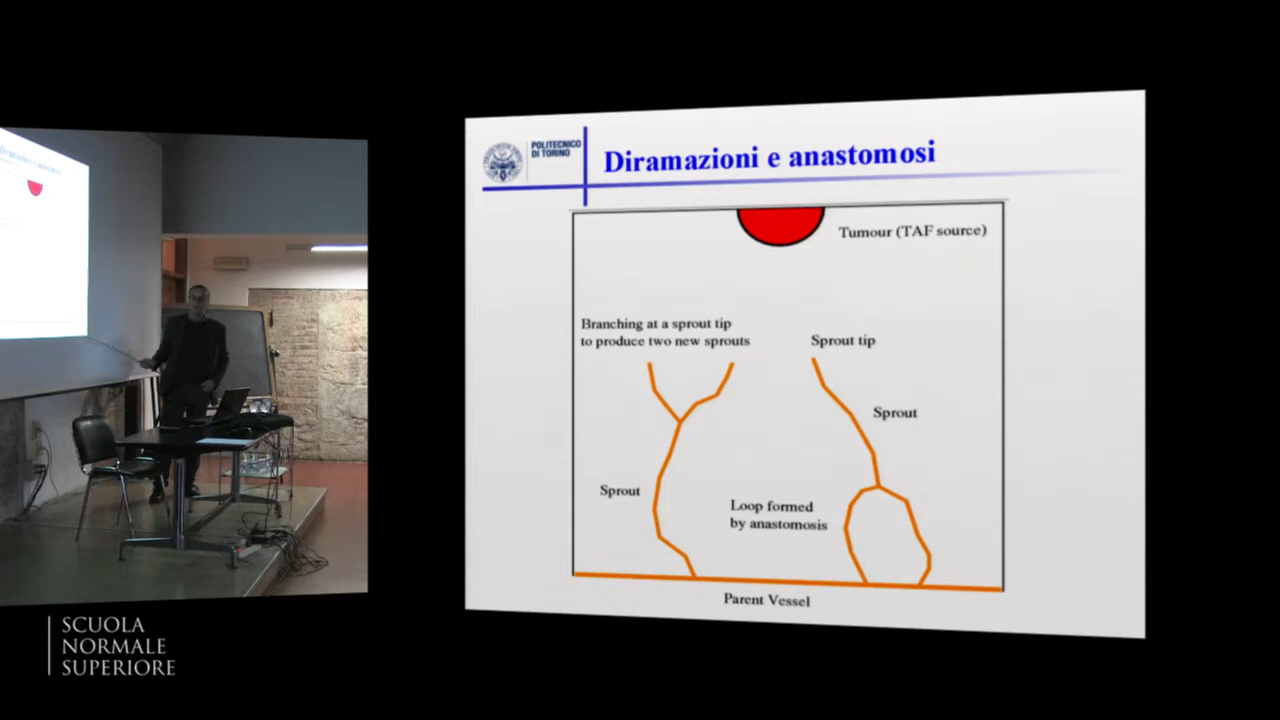 POLITECNICO
DI TORINO
Diramazioni e anastomosi
Tumour (TAF source)
Branching at a sprout tip
to produce two new sprouts
Sprout tip
Sprout
Sprout
Loop formed
by anastomosis
Parent Vessel
SCUOLA
NORMALE
SUPERIORE